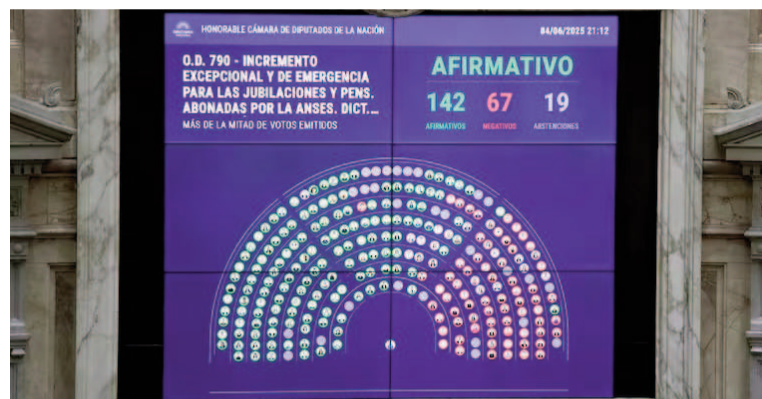 HONORABLE CÁMARA DE DIPUTADOS DE LA NACIÓN
04/06/2025 21:12
O.D. 790 - INCREMENTO
EXCEPCIONAL Y DE EMERGENCIA
PARA LAS JUBILACIONES Y PENS.
ABONADAS POR LA ANSES. DICT....
MÁS DE LA MITAD DE VOTOS EMITIDOS
AFIRMATIVO
142 67 19
AFIRMATIVOS NEGATIVOS ABSTENCIONES